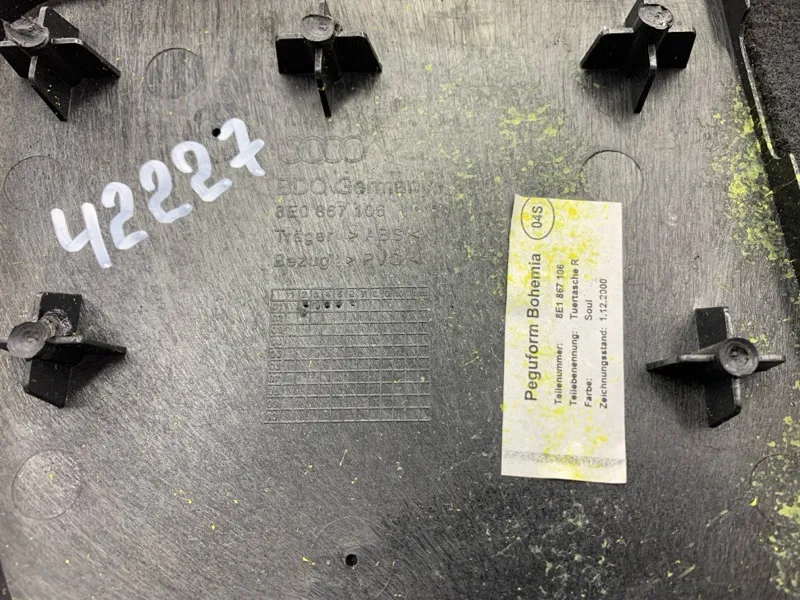 42227
ECQ Germany
8E0 867 106
Träger >ABS<
Bezug >PVC<
04S
Peguform Bohemia
Teilenummer: 8E1 867 106
Teilebenennung: Tuertasche R
Farbe: Soul
Zeichnungsstand: 1.12.2000